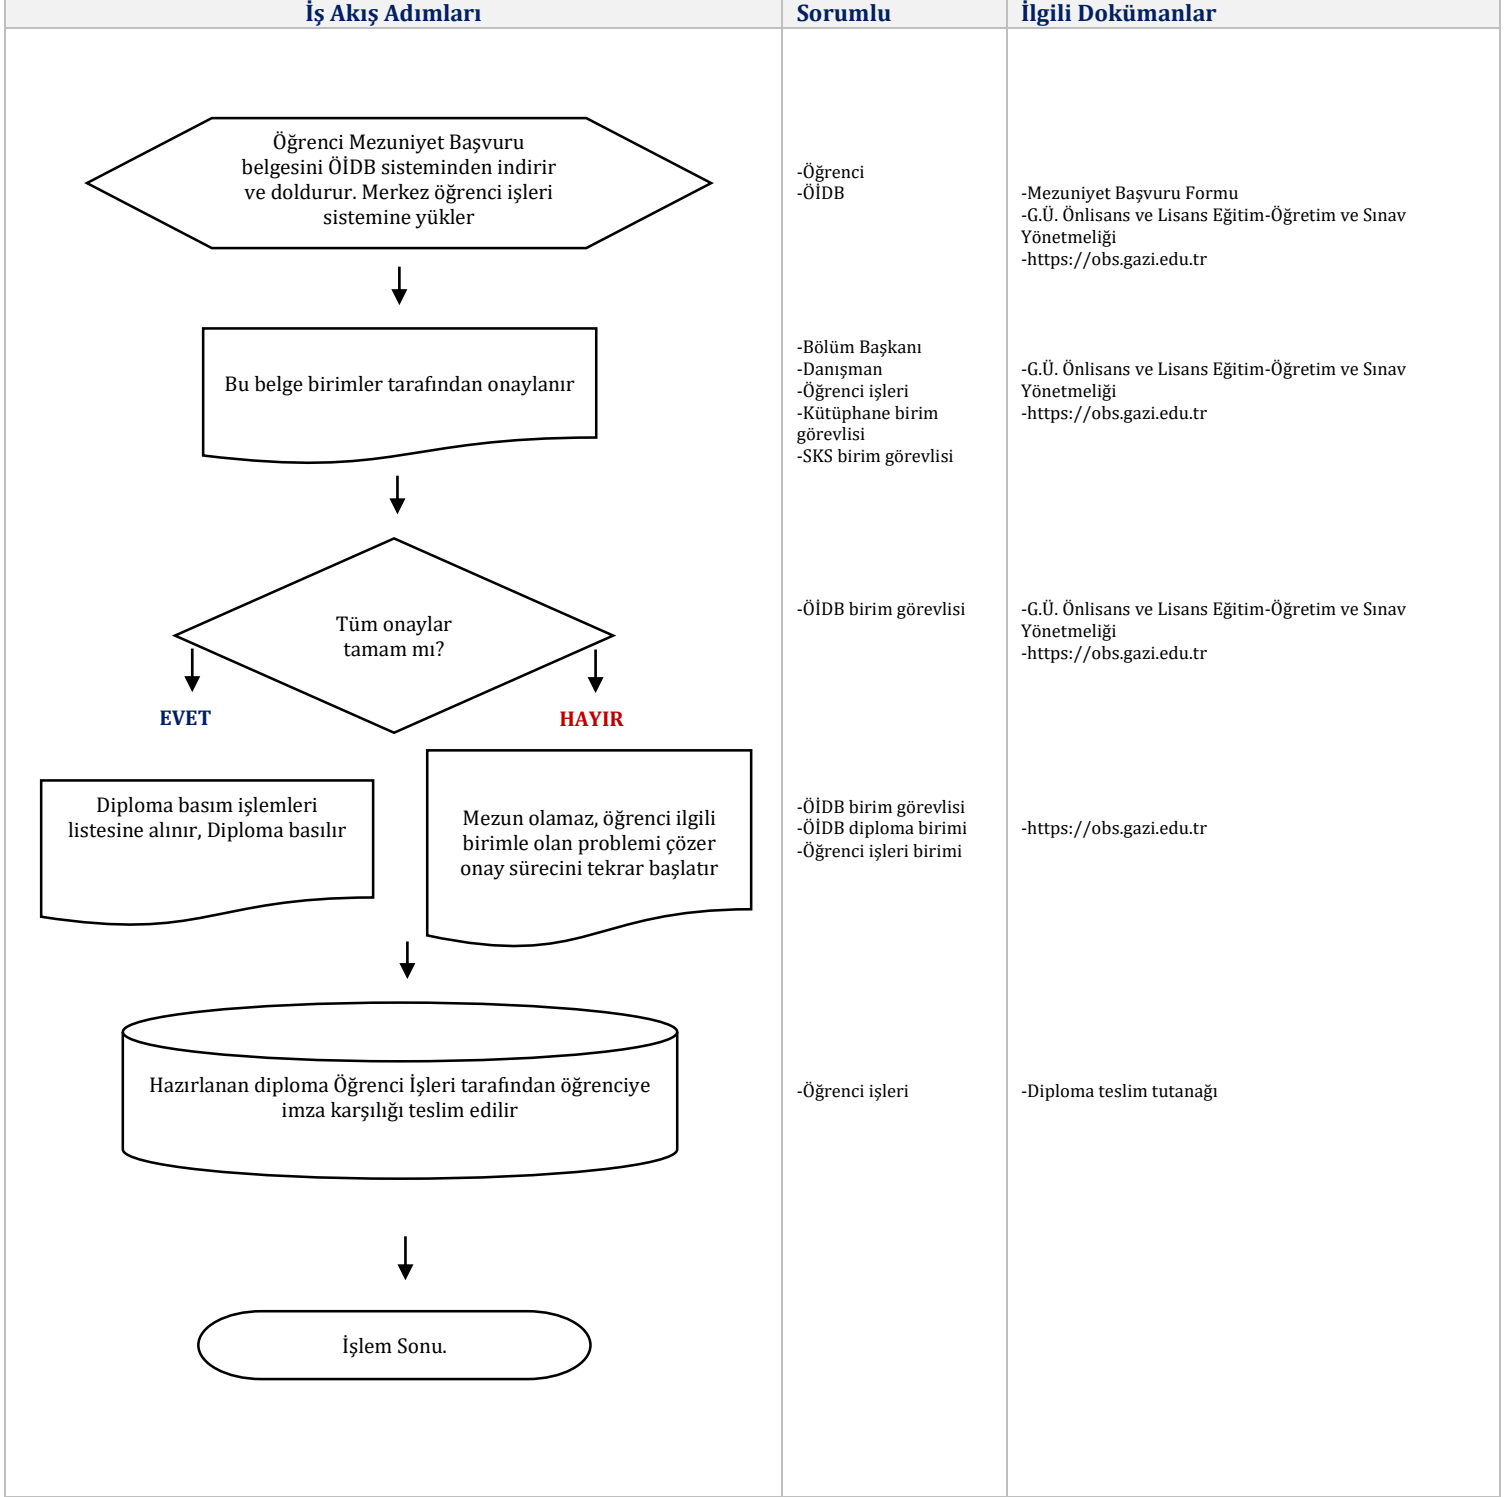 İş Akış Adımları
Sorumlu
İlgili Dokümanlar
Öğrenci Mezuniyet Başvuru
belgesini ÖİDB sisteminden indirir
ve doldurur. Merkez öğrenci işleri
sistemine yükler
-Öğrenci
-ÖİDB
-Mezuniyet Başvuru Formu
-G.Ü. Önlisans ve Lisans Eğitim-Öğretim ve Sınav
Yönetmeliği
-https://obs.gazi.edu.tr
Bu belge birimler tarafından onaylanır
-Bölüm Başkanı
-Danışman
-Öğrenci işleri
-Kütüphane birim
görevlisi
-SKS birim görevlisi
-G.Ü. Önlisans ve Lisans Eğitim-Öğretim ve Sınav
Yönetmeliği
-https://obs.gazi.edu.tr
Tüm onaylar
tamam mı?
EVET
HAYIR
-ÖİDB birim görevlisi
-G.Ü. Önlisans ve Lisans Eğitim-Öğretim ve Sınav
Yönetmeliği
-https://obs.gazi.edu.tr
Diploma basım işlemleri
listesine alınır, Diploma basılır
Mezun olamaz, öğrenci ilgili
birimle olan problemi çözer
onay sürecini tekrar başlatır
-ÖİDB birim görevlisi
-ÖİDB diploma birimi
-Öğrenci işleri birimi
-https://obs.gazi.edu.tr
Hazırlanan diploma Öğrenci İşleri tarafından öğrenciye
imza karşılığı teslim edilir
-Öğrenci işleri
-Diploma teslim tutanağı
İşlem Sonu.